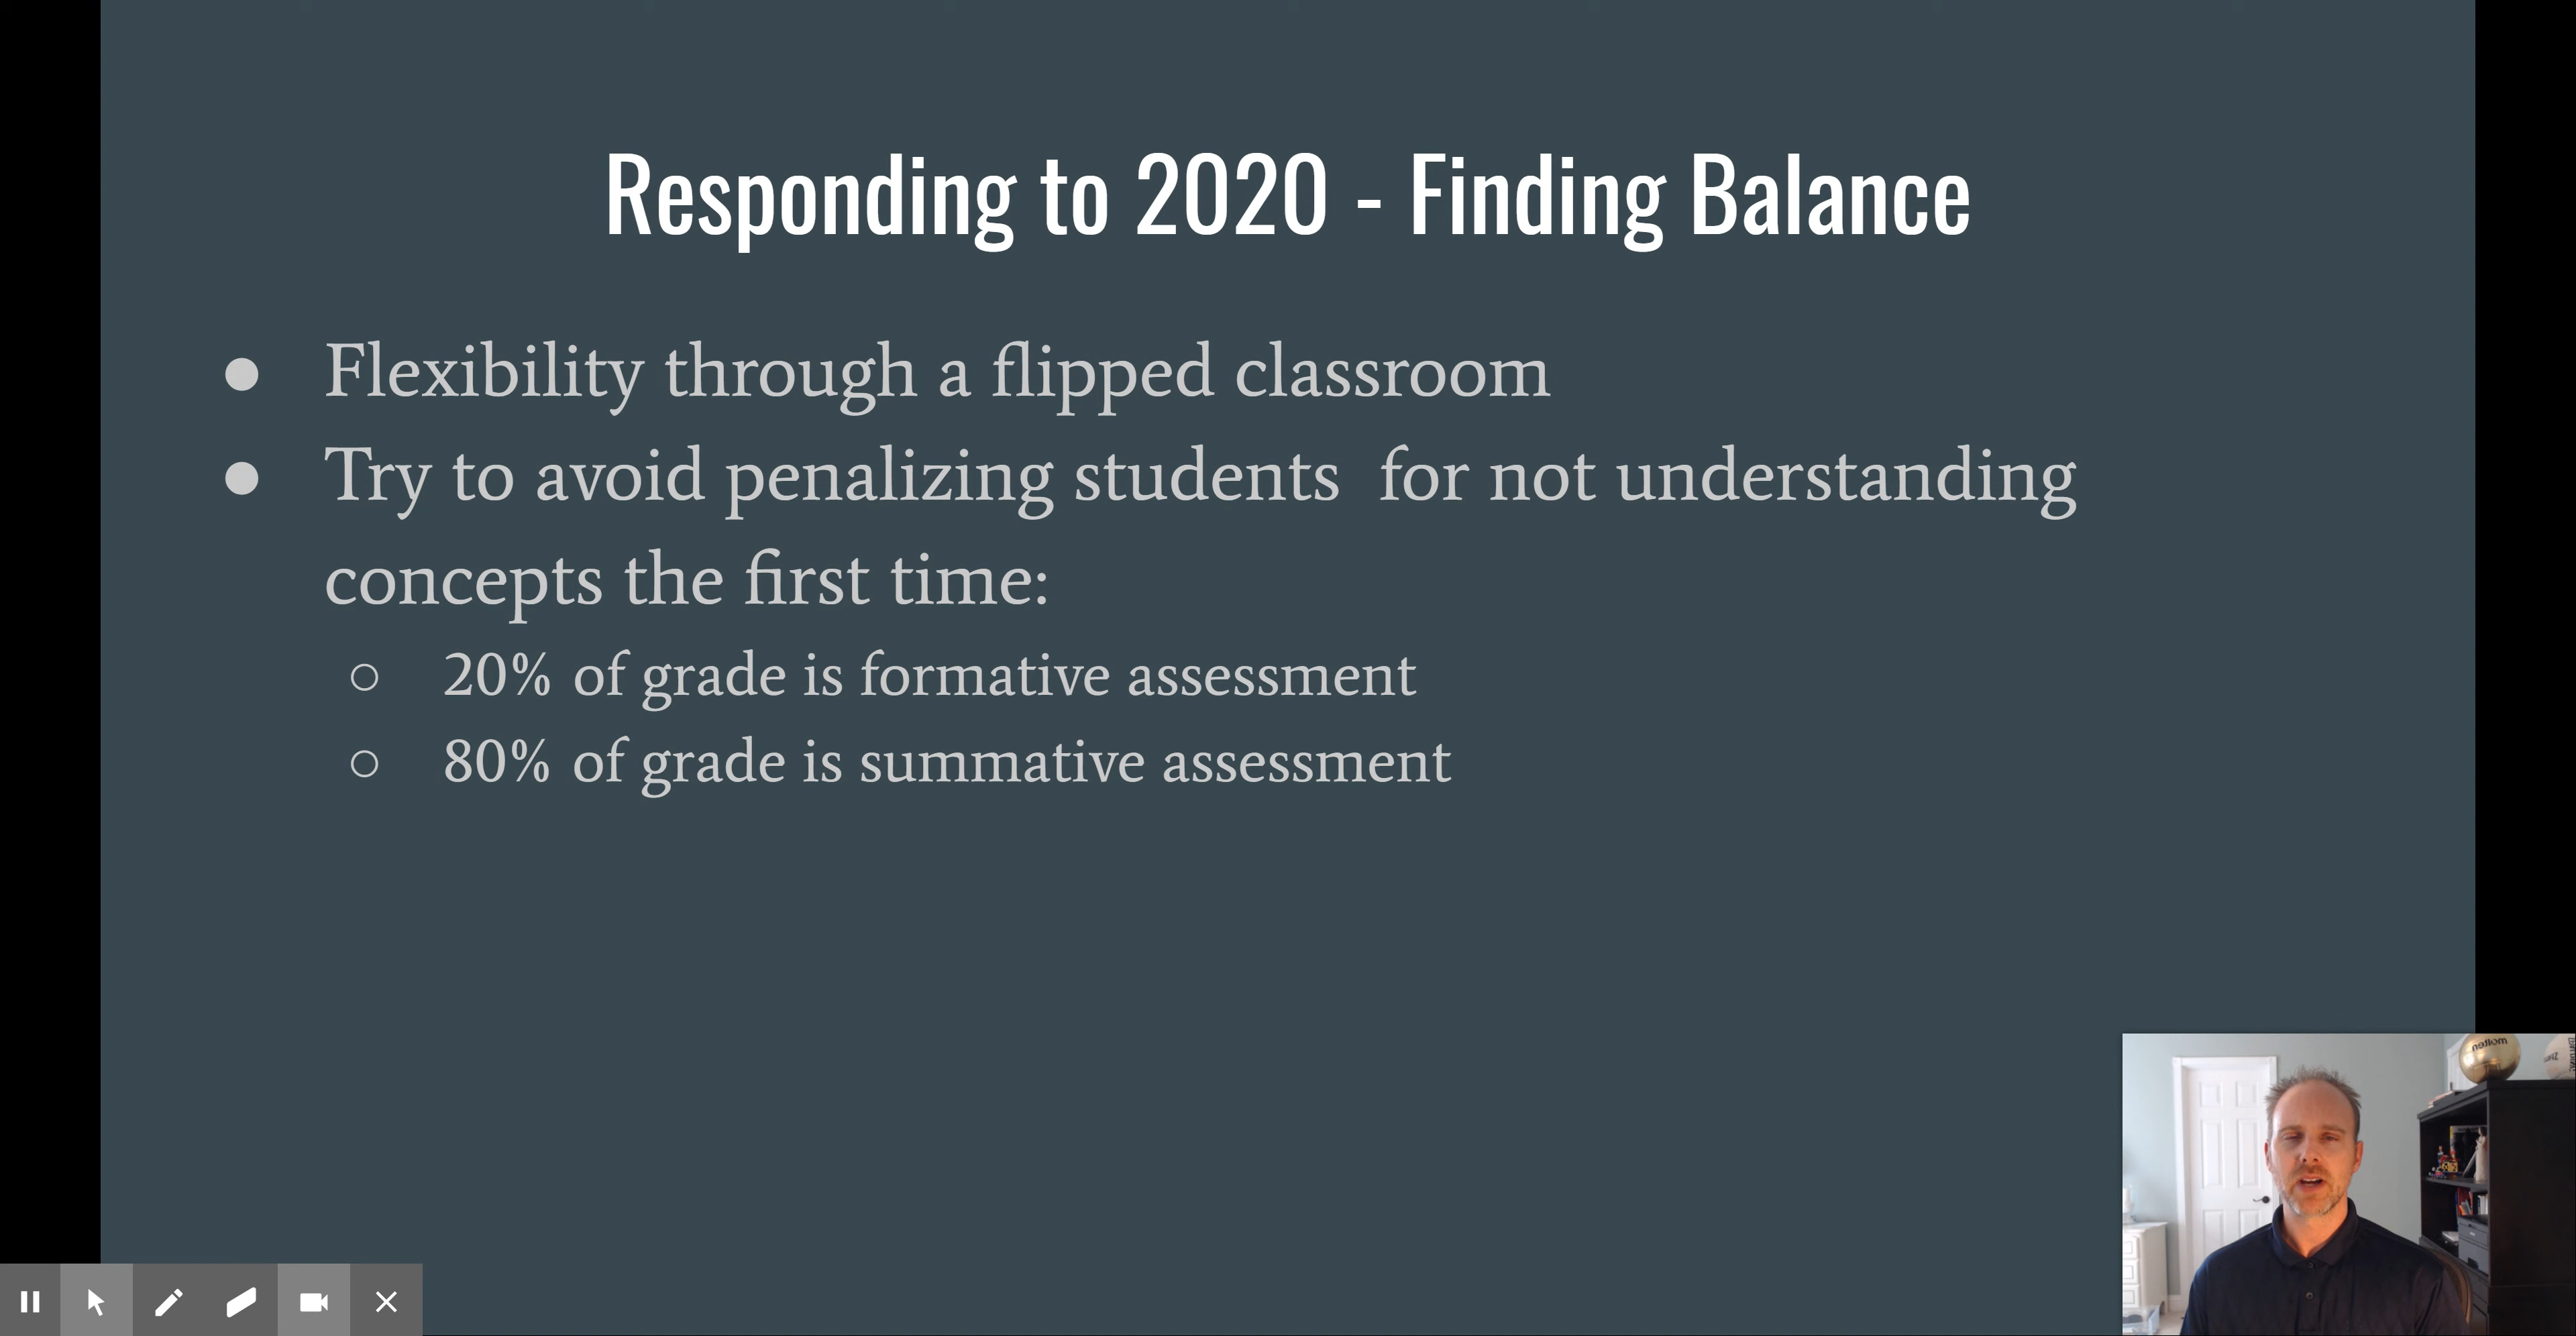 Responding to 2020 - Finding Balance
● Flexibility through a flipped classroom
● Try to avoid penalizing students  for not understanding
concepts the first time:
○ 20% of grade is formative assessment
○ 80% of grade is summative assessment
molten